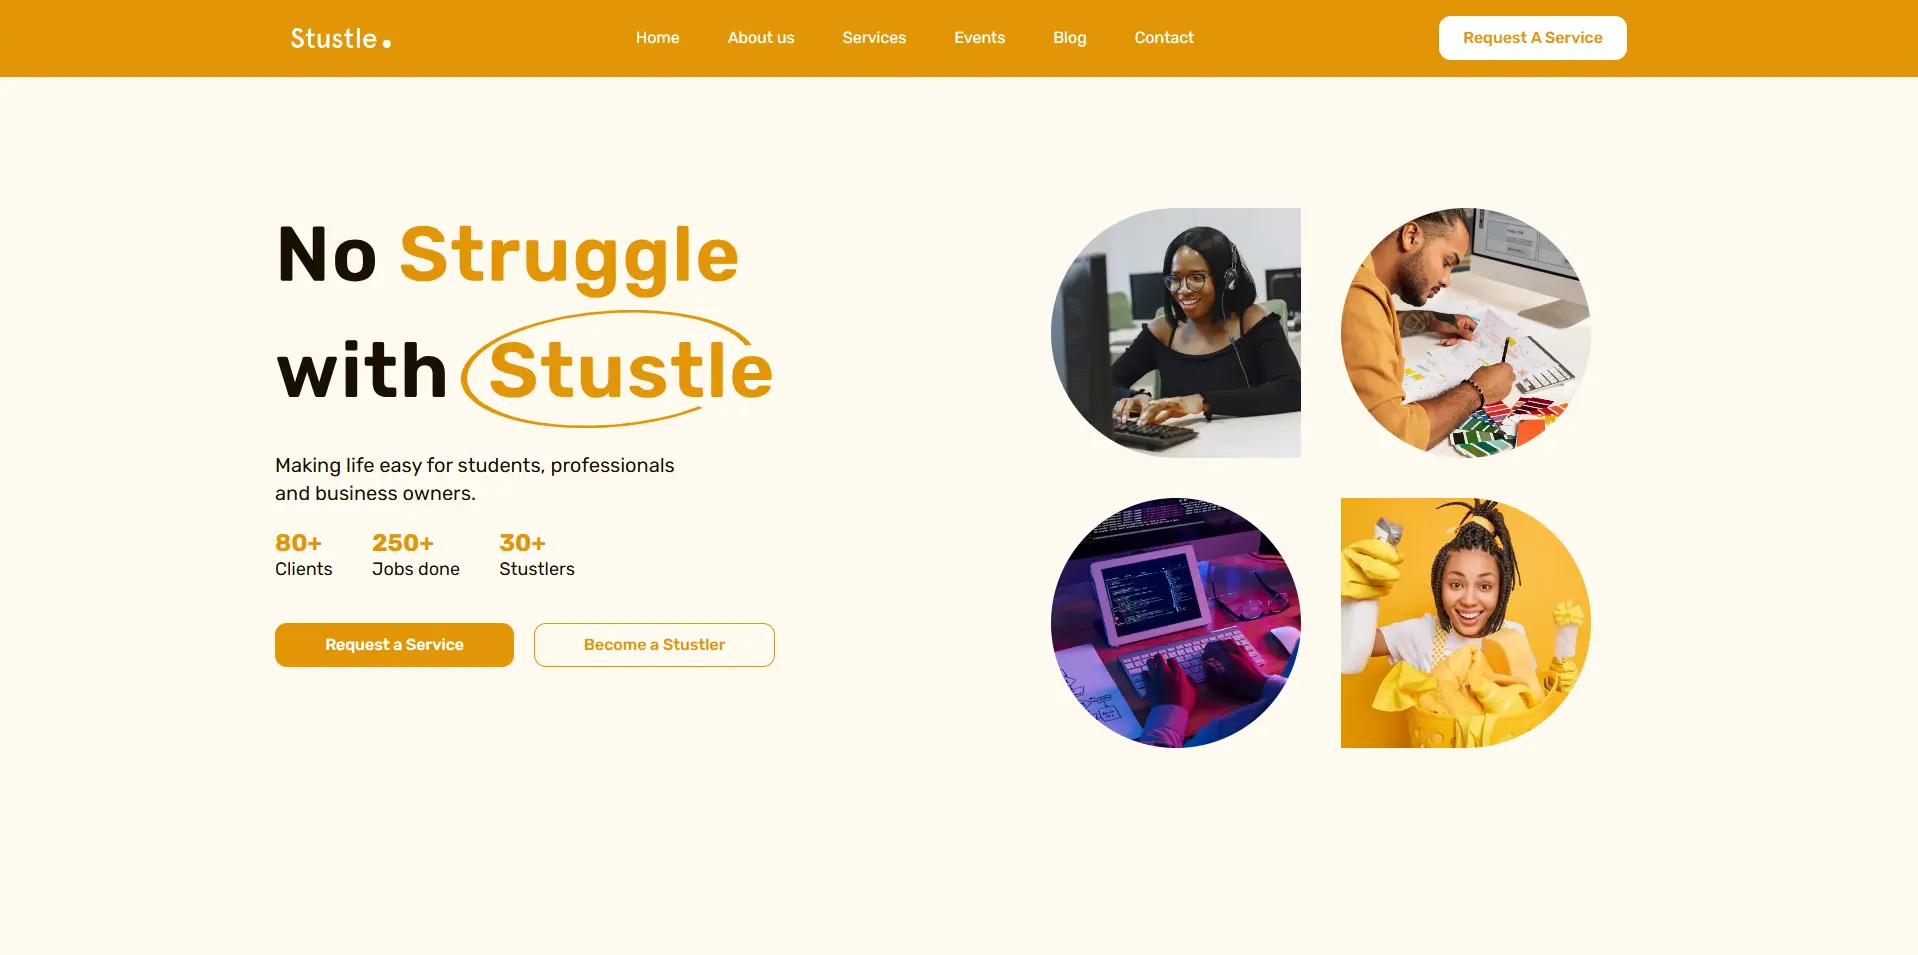 Stustle.
Home
About us
Services
Events
Blog
Contact
Request A Service
No Struggle
with Stustle
Making life easy for students, professionals
and business owners.
80+
Clients
250+
Jobs done
30+
Stustlers
Request a Service
Become a Stustler